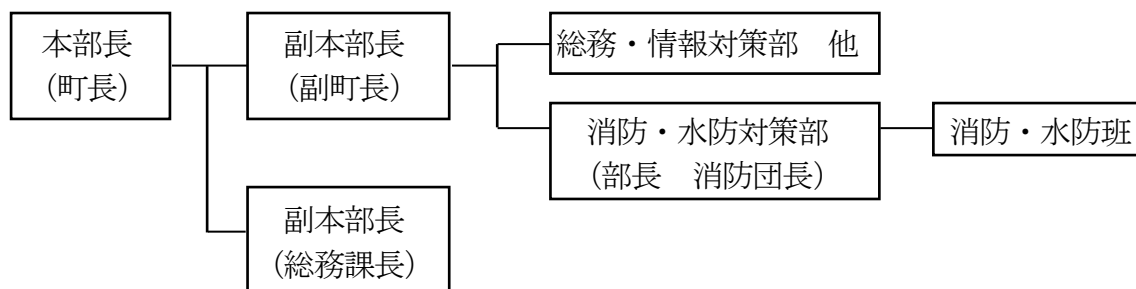 本部長
(町長)
副本部長
(副町長)
総務・情報対策部　他
消防・水防対策部
(部長　消防団長)
消防・水防班
副本部長
(総務課長)